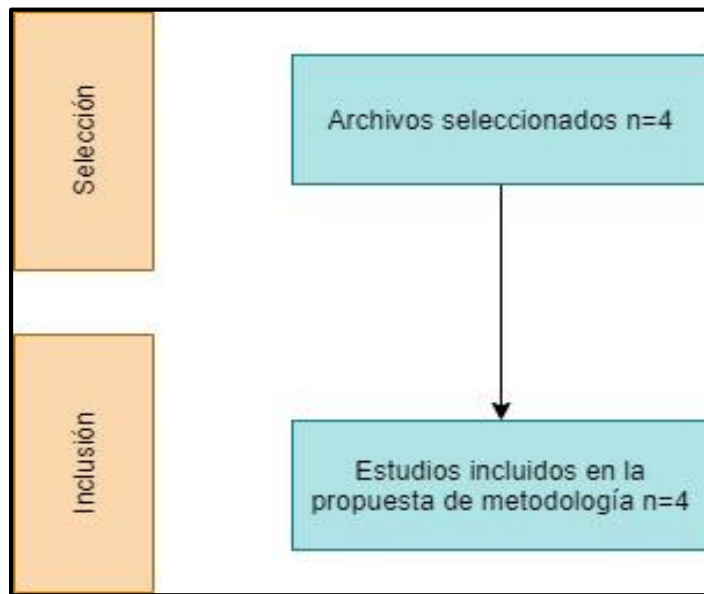 Selección
Archivos seleccionados n=4
Inclusión
Estudios incluidos en la
propuesta de metodología n=4